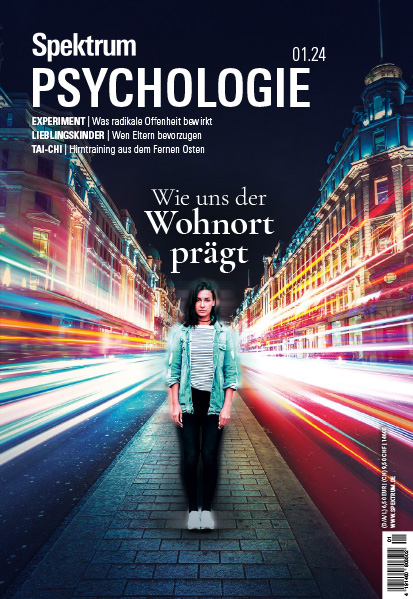 Spektrum
PSYCHOLOGIE
01.24
EXPERIMENT | Was radikale Offenheit bewirkt
LIEBLINGSKINDER | Wen Eltern bevorzugen
TAI-CHI | Hirntraining aus dem Fernen Osten
Wie uns der
Wohnort
prägt
WWW.SPEKTRUM.DE
01